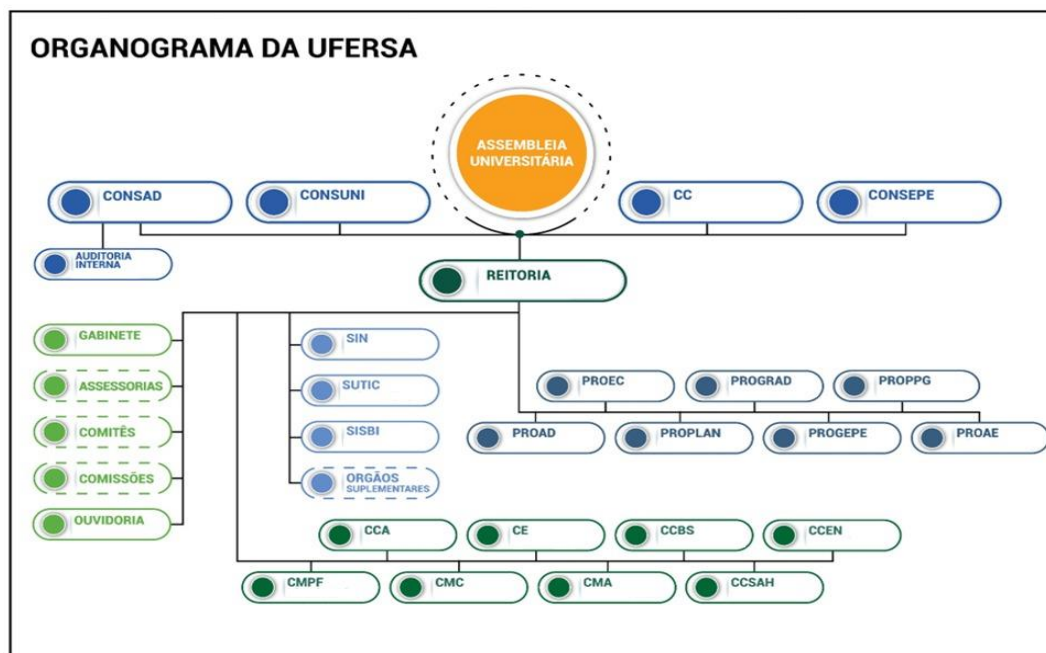 ORGANOGRAMA DA UFERSA
ASSEMBLEIA
UNIVERSITÁRIA
CONSAD
CONSUNI
CC
CONSEPE
AUDITORIA
INTERNA
REITORIA
GABINETE
ASSESSORIAS
COMITÊS
COMISSÕES
OUVIDORIA
SIN
SUTIC
SISBI
ORGÃOS
SUPLEMENTARES
PROEC
PROGRAD
PROPPG
PROAD
PROPLAN
PROGEPE
PROAE
CCA
CE
CCBS
CCEN
CMPF
CMC
CMA
CCSAH